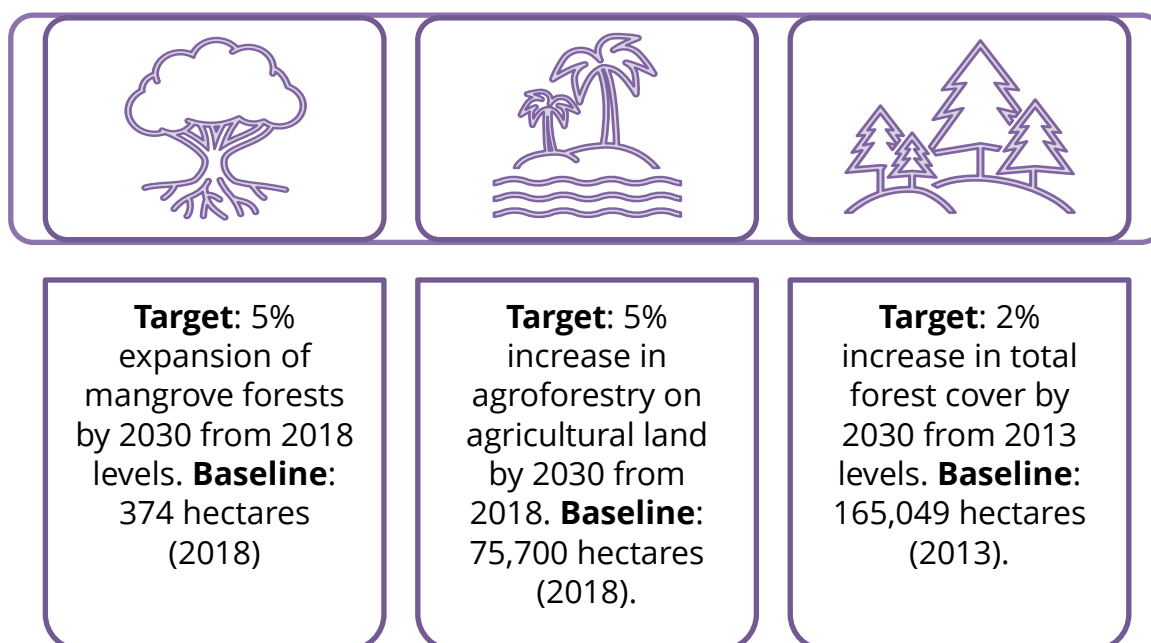 Target: 5%
expansion of
mangrove forests
by 2030 from 2018
levels. Baseline:
374 hectares
(2018)
Target: 5%
increase in
agroforestry on
agricultural land
by 2030 from
2018. Baseline:
75,700 hectares
(2018).
Target: 2%
increase in total
forest cover by
2030 from 2013
levels. Baseline:
165,049 hectares
(2013).